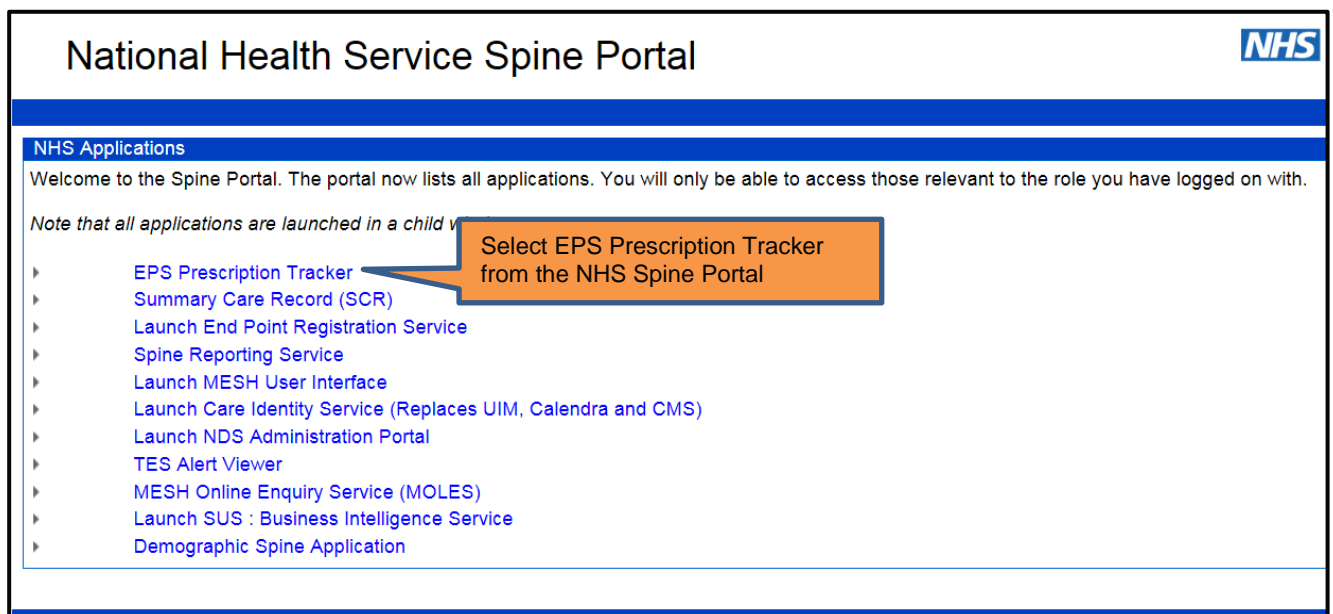 National Health Service Spine Portal
NHS
NHS Applications
Welcome to the Spine Portal. The portal now lists all applications. You will only be able to access those relevant to the role you have logged on with.
Note that all applications are launched in a child
Select EPS Prescription Tracker
from the NHS Spine Portal
EPS Prescription Tracker
Summary Care Record (SCR)
Launch End Point Registration Service
Spine Reporting Service
Launch MESH User Interface
Launch Care Identity Service (Replaces UIM, Calendra and CMS)
Launch NDS Administration Portal
TES Alert Viewer
MESH Online Enquiry Service (MOLES)
Launch SUS : Business Intelligence Service
Demographic Spine Application